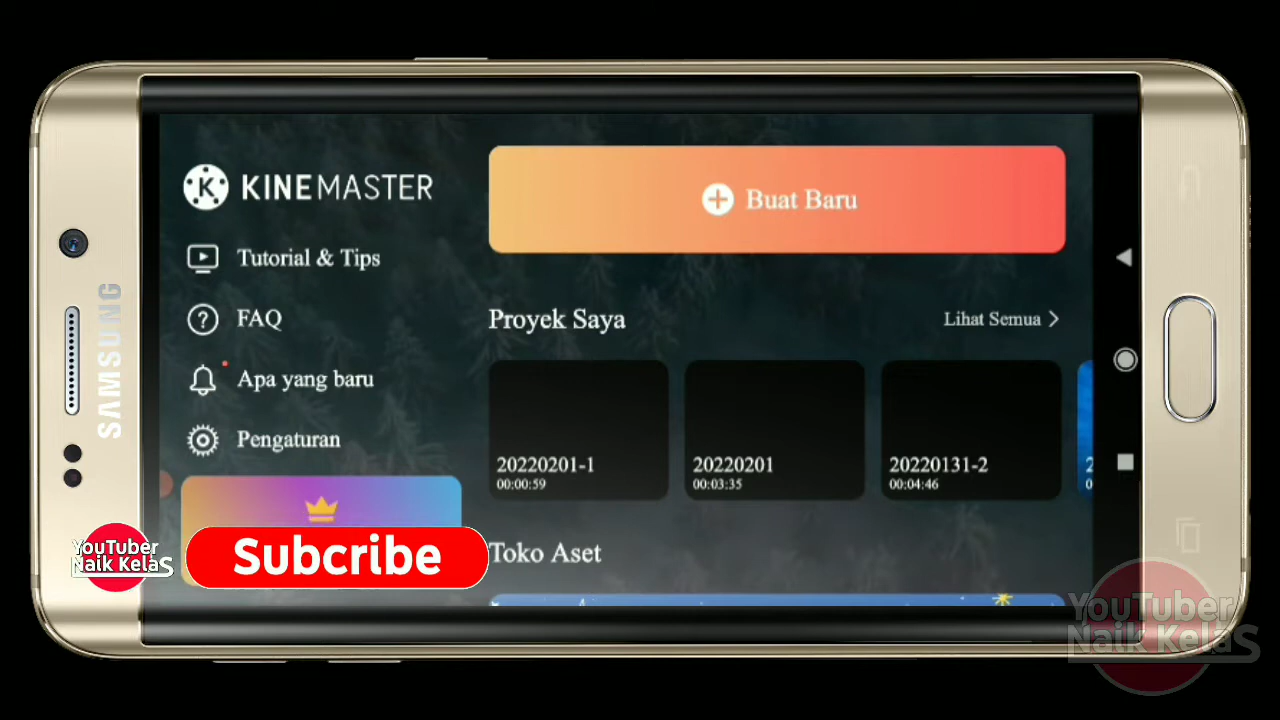 SAMSUNG
KINEMASTER
Tutorial & Tips
FAQ
Apa yang baru
Pengaturan
Buat Baru
Proyek Saya
Lihat Semua
20220201-1
00:00:59
20220201
00:03:35
20220131-2
00:04:46
Toko Aset
YouTuber
Naik KelaS
Subcribe
YouTuber
Naik KelaS